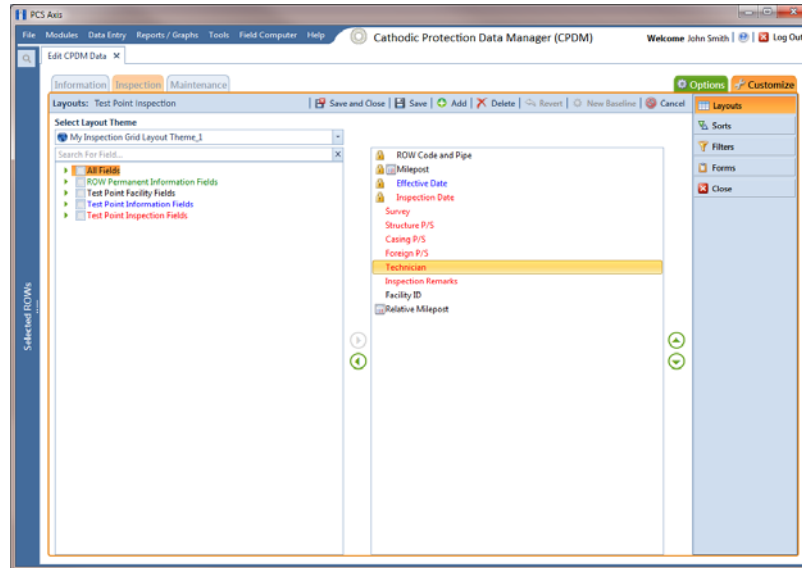 PCS Axis
File Modules Data Entry Reports / Graphs Tools Field Computer Help Cathodic Protection Data Manager (CPDM) Welcome John Smith | | Log Out
Edit CPDM Data X
Information Inspection Maintenance Options Customize
Layouts: Test Point Inspection | Save and Close | Save | Add | Delete | Revert | New Baseline | Cancel
Layouts
Sorts
Filters
Forms
Close
Select Layout Theme
My Inspection Grid Layout Theme_1
Search For Field...
All Fields
ROW Permanent Information Fields
Test Point Facility Fields
Test Point Information Fields
Test Point Inspection Fields
ROW Code and Pipe
Milepost
Effective Date
Inspection Date
Survey
Structure P/S
Casing P/S
Foreign P/S
Technician
Inspection Remarks
Facility ID
Relative Milepost
Selected ROWs